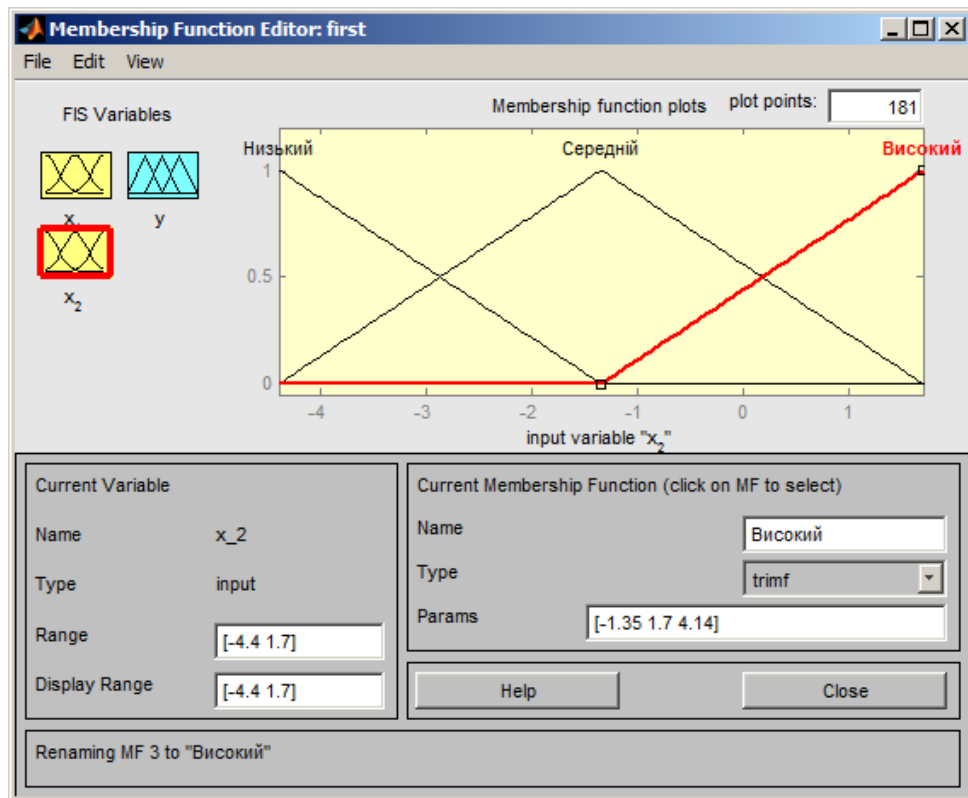 Membership Function Editor: first
File Edit View
FIS Variables
Membership function plots plot points: 181
x
y
x_2
Низький Середній Високий
1
0.5
0
-4 -3 -2 -1 0 1
input variable "x_2"
Current Variable
Name x_2
Type input
Range [-4.4 1.7]
Display Range [-4.4 1.7]
Current Membership Function (click on MF to select)
Name Високий
Type trimf
Params [-1.35 1.7 4.14]
Help Close
Renaming MF 3 to "Високий"